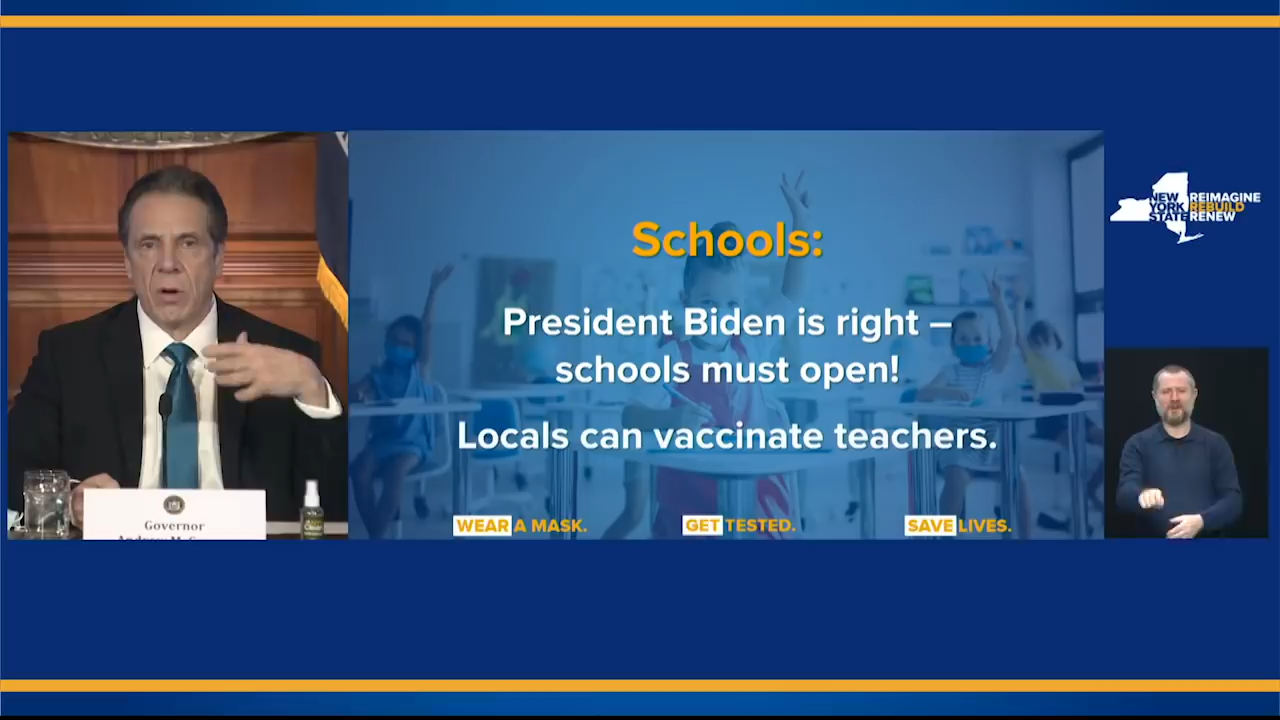 Schools:
President Biden is right –
schools must open!
Locals can vaccinate teachers.
WEAR A MASK.
GET TESTED.
SAVE LIVES.
Governor
NEW
YORK
STATE
REIMAGINE
REBUILD
RENEW